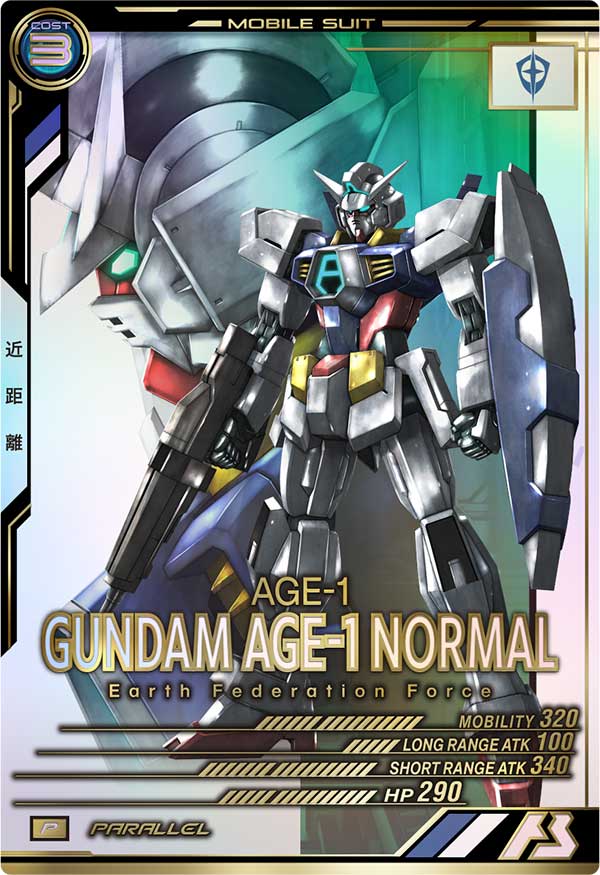 COST
3
MOBILE SUIT
近距離
A
AGE-1
GUNDAM AGE-1 NORMAL
Earth Federation Force
MOBILITY 320
LONG RANGE ATK 100
SHORT RANGE ATK 340
HP 290
P PARALLEL